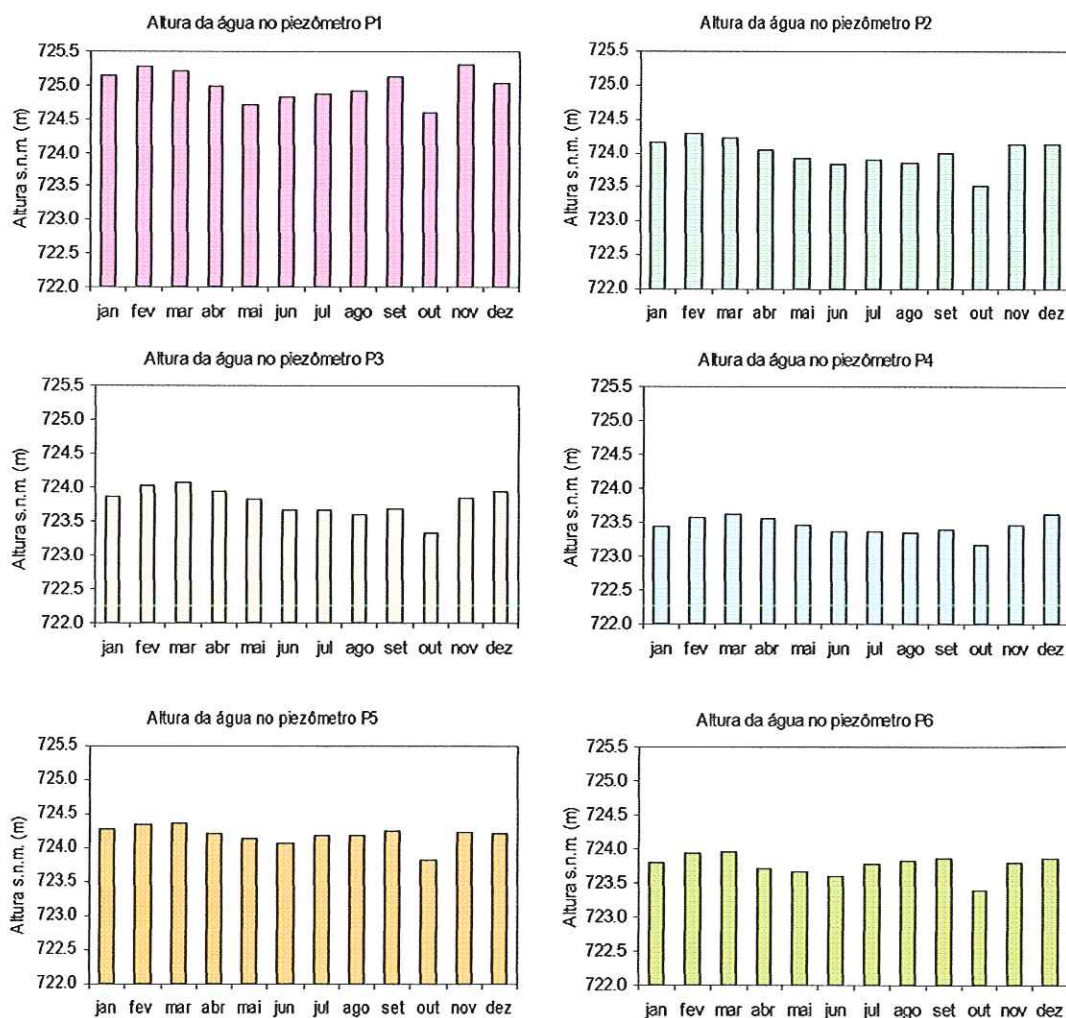 Altura da água no piezômetro P1
725.5
725.0
724.5
724.0
723.5
723.0
722.5
722.0
Altura s.n.m. (m)
jan fev mar abr mai jun jul ago set out nov dez
Altura da água no piezômetro P2
725.5
725.0
724.5
724.0
723.5
723.0
722.5
722.0
Altura s.n.m. (m)
jan fev mar abr mai jun jul ago set out nov dez
Altura da água no piezômetro P3
725.5
725.0
724.5
724.0
723.5
723.0
722.5
722.0
Altura s.n.m. (m)
jan fev mar abr mai jun jul ago set out nov dez
Altura da água no piezômetro P4
725.5
725.0
724.5
724.0
723.5
723.0
722.5
722.0
Altura s.n.m. (m)
jan fev mar abr mai jun jul ago set out nov dez
Altura da água no piezômetro P5
725.5
725.0
724.5
724.0
723.5
723.0
722.5
722.0
Altura s.n.m. (m)
jan fev mar abr mai jun jul ago set out nov dez
Altura da água no piezômetro P6
725.5
725.0
724.5
724.0
723.5
723.0
722.5
722.0
Altura s.n.m. (m)
jan fev mar abr mai jun jul ago set out nov dez